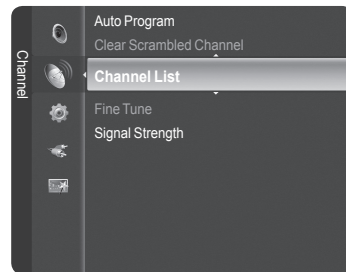 Channel
Auto Program
Clear Scrambled Channel
Channel List
Fine Tune
Signal Strength